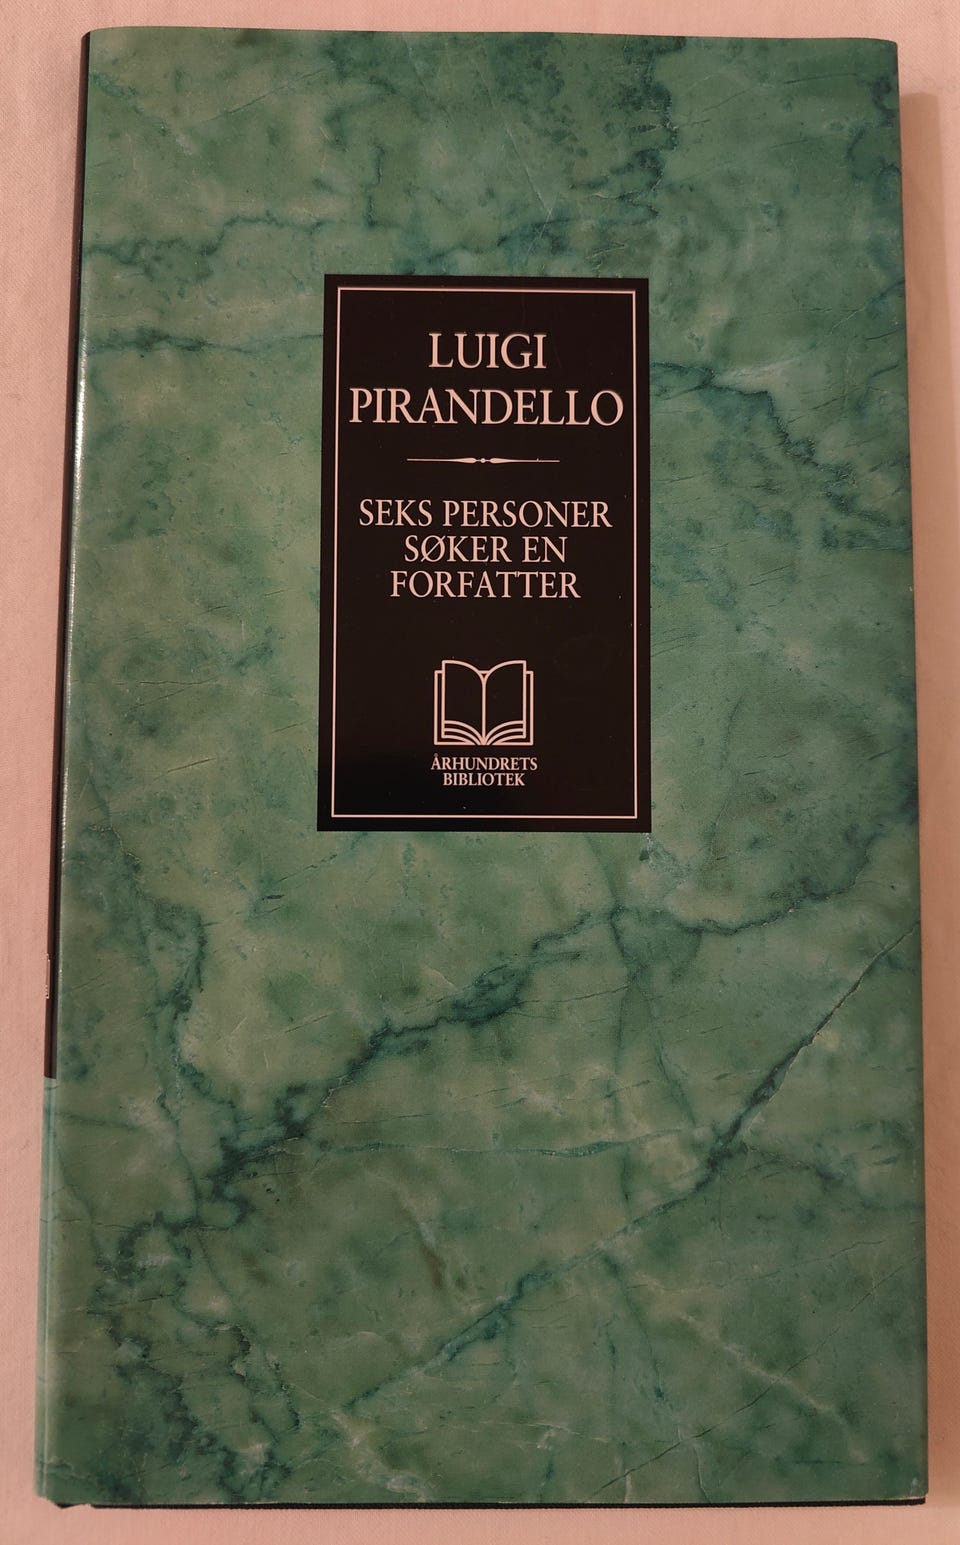 LUIGI
PIRANDELLO
SEKS PERSONER
SØKER EN
FORFATTER
ÅRHUNDRETS
BIBLIOTEK